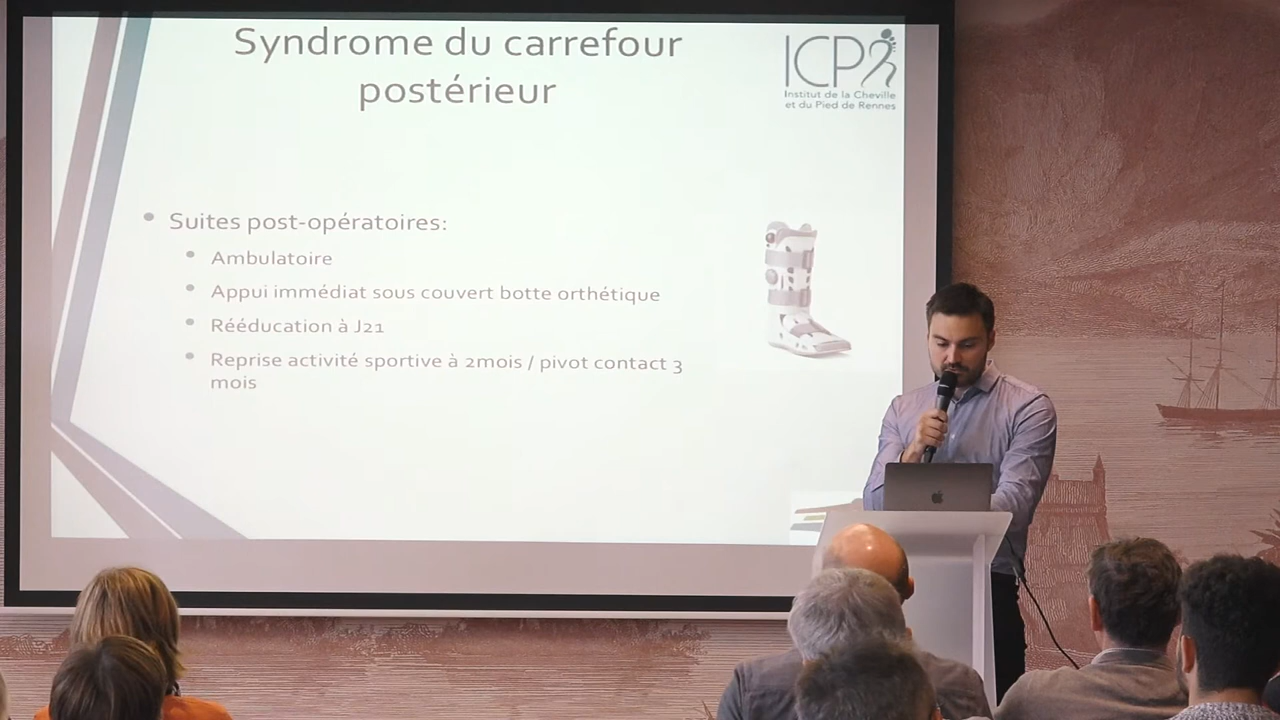 Syndrome du carrefour
postérieur
ICP
Institut de la Cheville
et du Pied de Rennes
• Suites post-opératoires:
• Ambulatoire
• Appui immédiat sous couvert botte orthétique
• Rééducation à J21
• Reprise activité sportive à 2mois / pivot contact 3
mois